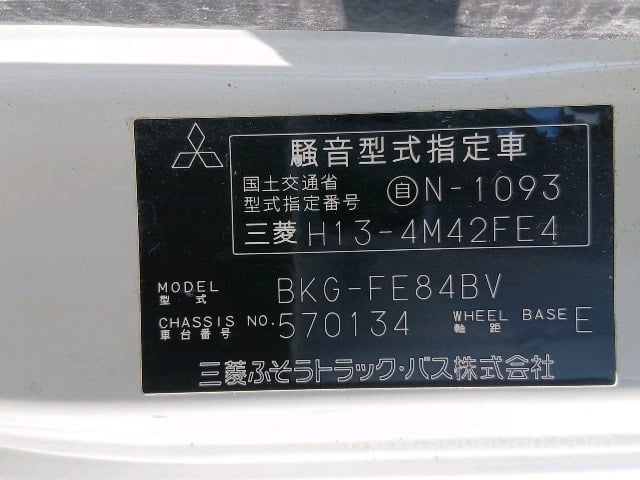 騒音型式指定車
国土交通省
型式指定番号
自N-1093
三菱 H13-4M42FE4
MODEL
型式
BKG-FE84BV
CHASSIS NO.
車台番号
570134
WHEEL BASE
軸距
E
三菱ふそうトラック・バス株式会社